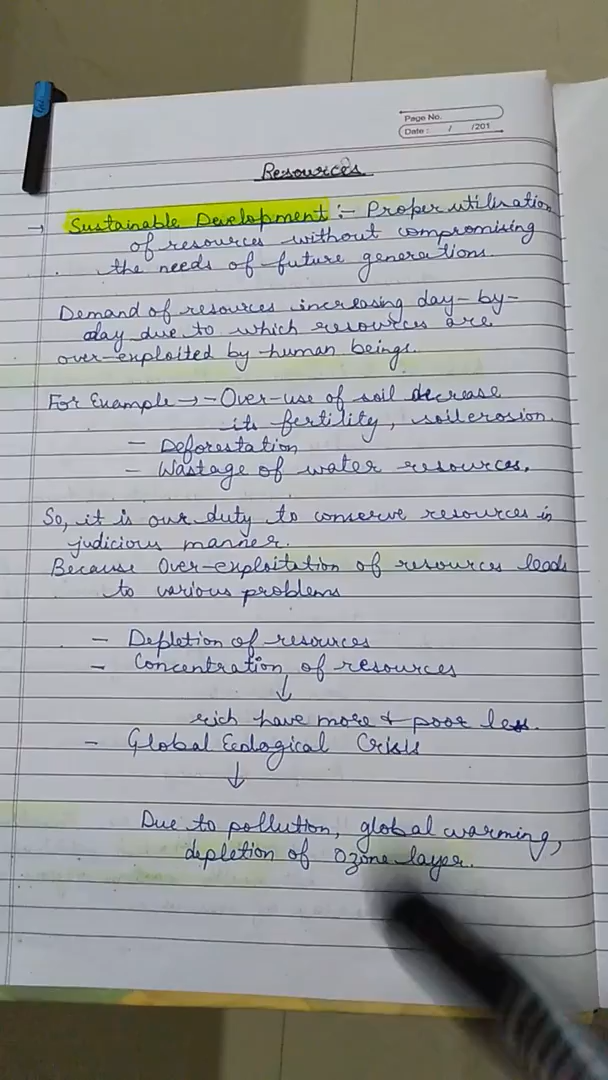 Page No.
Date : / /201
Resources
→ Sustainable Development :- Proper utilisation
of resources without compromising
the needs of future generations.
Demand of resources increasing day-by-
day due to which resources are
over-exploited by human beings.
For Example → - Over-use of soil decrease
its fertility, soil erosion.
- Deforestation
- Wastage of water resources.
So, it is our duty to conserve resources in
judicious manner.
Because Over-exploitation of resources leads
to various problems
- Depletion of resources
- Concentration of resources
↓
rich have more & poor less.
- Global Ecological Crisis
↓
Due to pollution, global warming,
depletion of Ozone layer.